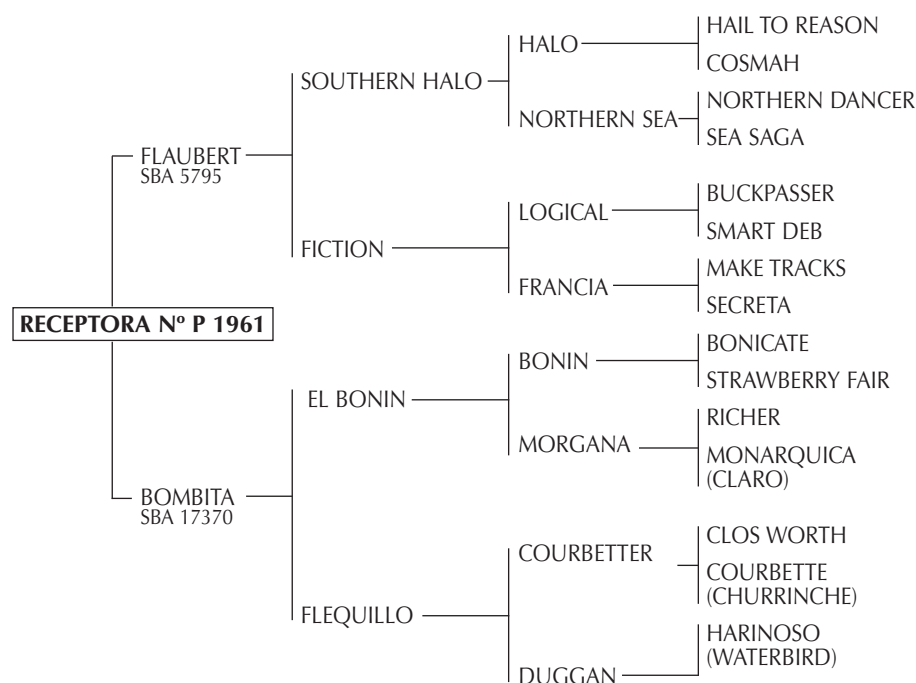 HAIL TO REASON
HALO
COSMAH
SOUTHERN HALO
NORTHERN DANCER
NORTHERN SEA
SEA SAGA
FLAUBERT
SBA 5795
BUCKPASSER
LOGICAL
SMART DEB
FICTION
MAKE TRACKS
FRANCIA
SECRETA
RECEPTORA Nº P 1961
BONICATE
BONIN
STRAWBERRY FAIR
EL BONIN
RICHER
MORGANA
MONARQUICA
(CLARO)
BOMBITA
SBA 17370
CLOS WORTH
COURBETTER
COURBETTE
(CHURRINCHE)
FLEQUILLO
HARINOSO
(WATERBIRD)
DUGGAN